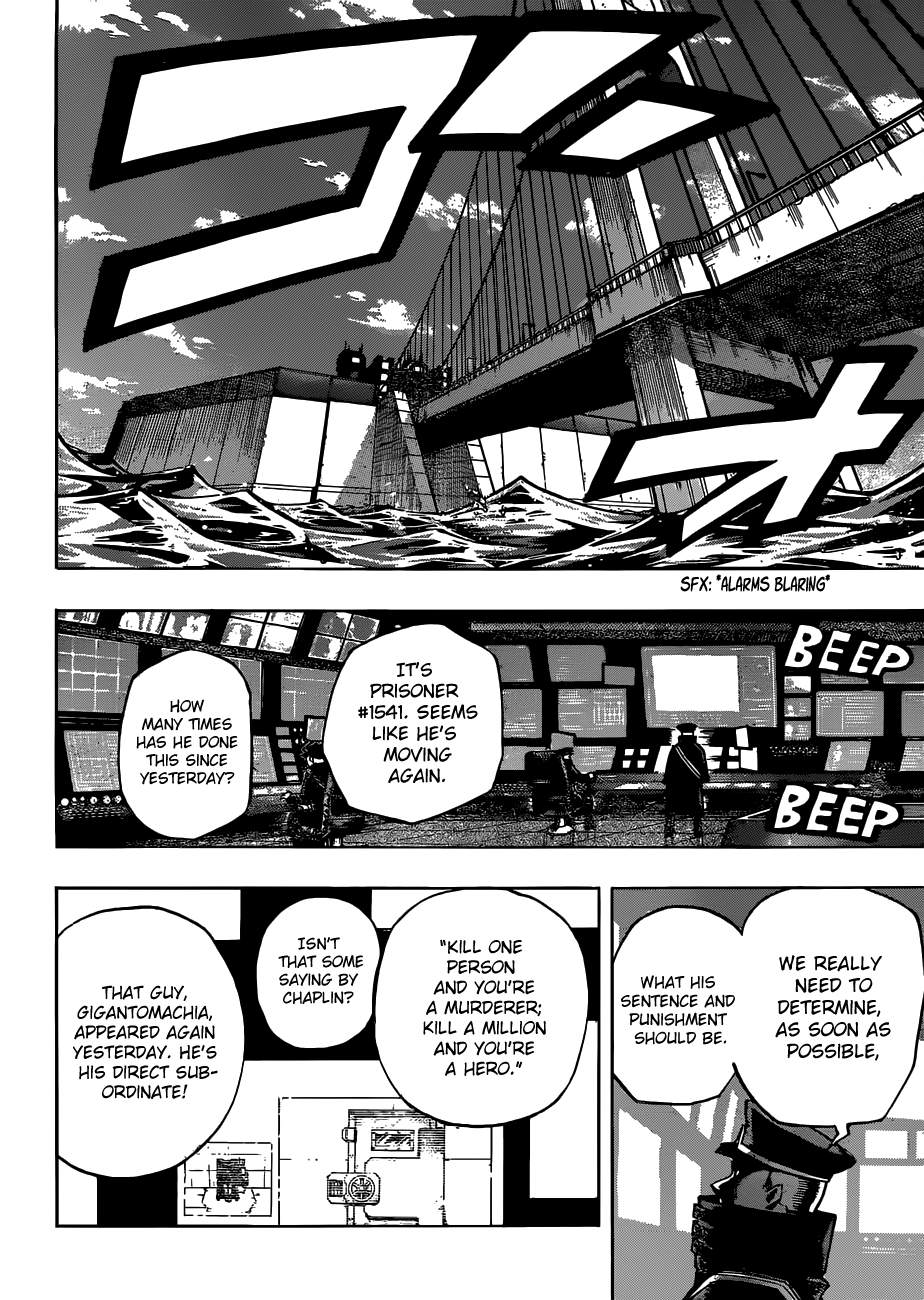 ゴオ
SFX: *ALARMS BLARING*
BEEP
BEEP
IT'S
PRISONER
#1541. SEEMS
LIKE HE'S
MOVING
AGAIN.
HOW
MANY TIMES
HAS HE DONE
THIS SINCE
YESTERDAY?
WE REALLY
NEED TO
DETERMINE,
AS SOON AS
POSSIBLE,
WHAT HIS
SENTENCE AND
PUNISHMENT
SHOULD BE.
"KILL ONE
PERSON
AND YOU'RE
A MURDERER;
KILL A MILLION
AND YOU'RE
A HERO."
ISN'T
THAT SOME
SAYING BY
CHAPLIN?
THAT GUY,
GIGANTOMACHIA,
APPEARED AGAIN
YESTERDAY. HE'S
HIS DIRECT SUB-
ORDINATE!